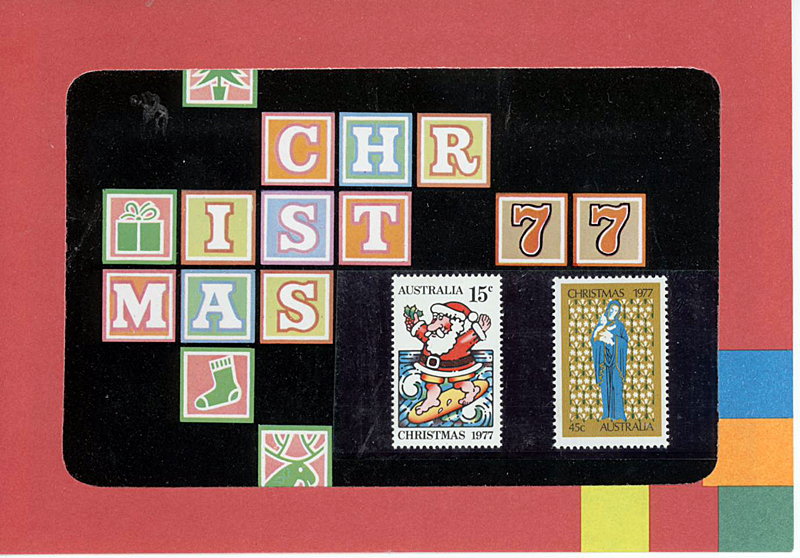 CHR
IST 77
MAS
AUSTRALIA 15c
CHRISTMAS 1977
CHRISTMAS 1977
45c AUSTRALIA